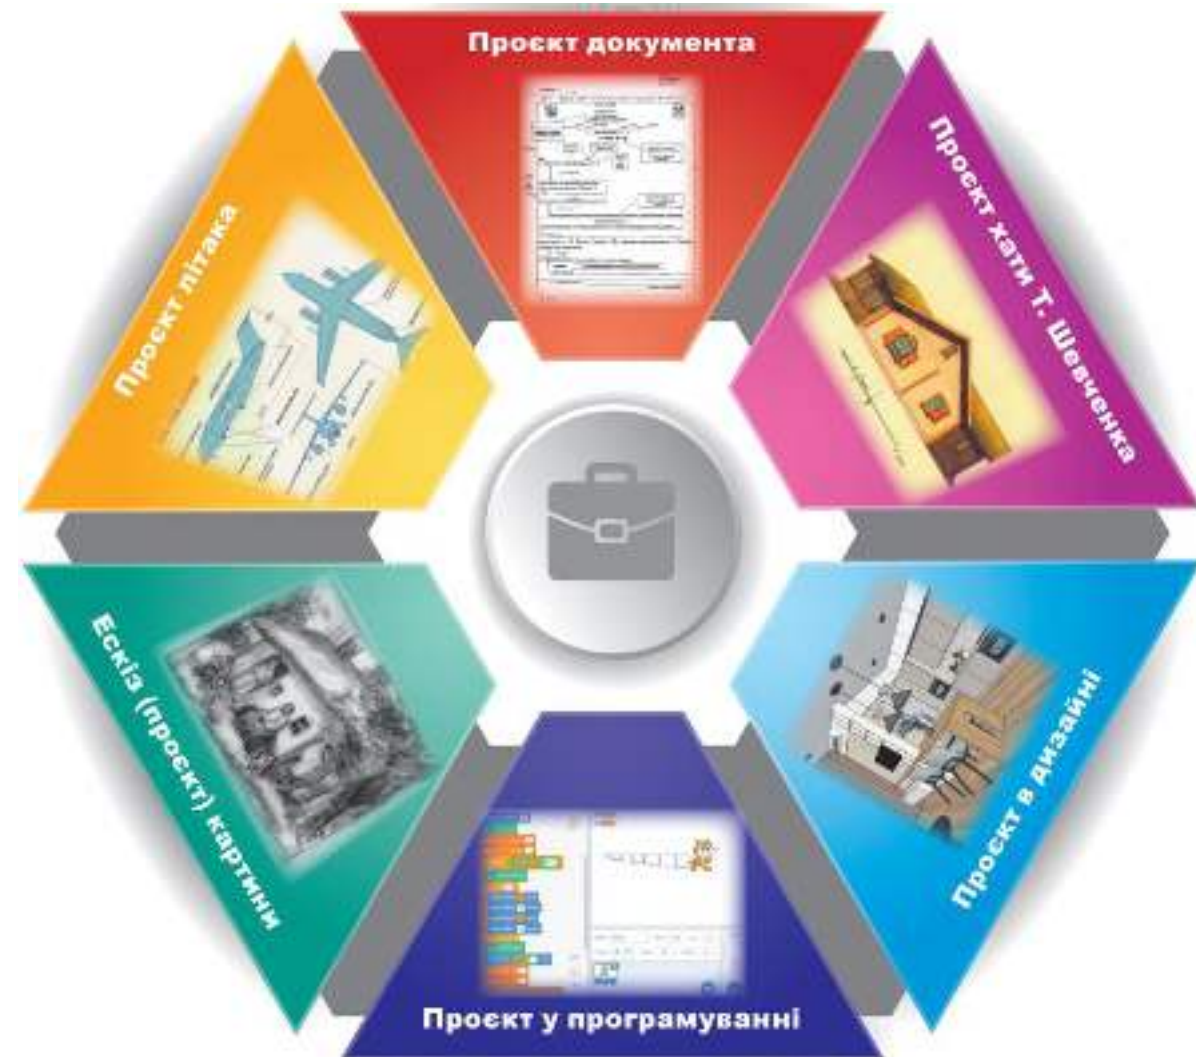 Проєкт документа
Проєкт хати Т. Шевченка
Проєкт в дизайні
Проєкт у програмуванні
Ескіз (проєкт) картини
Проєкт літака